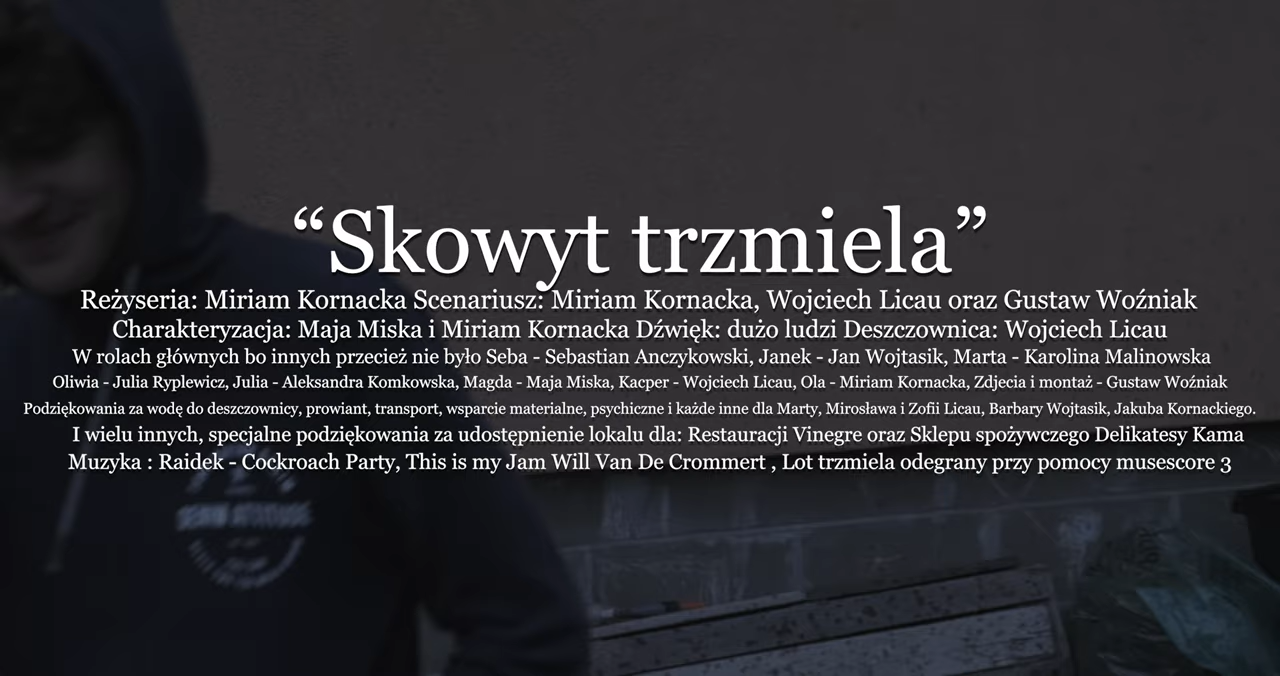 “Skowyt trzmiela”
Reżyseria: Miriam Kornacka Scenariusz: Miriam Kornacka, Wojciech Licau oraz Gustaw Woźniak
Charakteryzacja: Maja Miska i Miriam Kornacka Dźwięk: dużo ludzi Deszczownica: Wojciech Licau
W rolach głównych bo innych przecież nie było Seba - Sebastian Anczykowski, Janek - Jan Wojtasik, Marta - Karolina Malinowska
Oliwia - Julia Ryplewicz, Julia - Aleksandra Komkowska, Magda - Maja Miska, Kacper - Wojciech Licau, Ola - Miriam Kornacka, Zdjecia i montaż - Gustaw Woźniak
Podziękowania za wodę do deszczownicy, prowiant, transport, wsparcie materialne, psychiczne i każde inne dla Marty, Mirosława i Zofii Licau, Barbary Wojtasik, Jakuba Kornackiego.
I wielu innych, specjalne podziękowania za udostępnienie lokalu dla: Restauracji Vinegre oraz Sklepu spożywczego Delikatesy Kama
Muzyka : Raidek - Cockroach Party, This is my Jam Will Van De Crommert , Lot trzmiela odegrany przy pomocy musescore 3